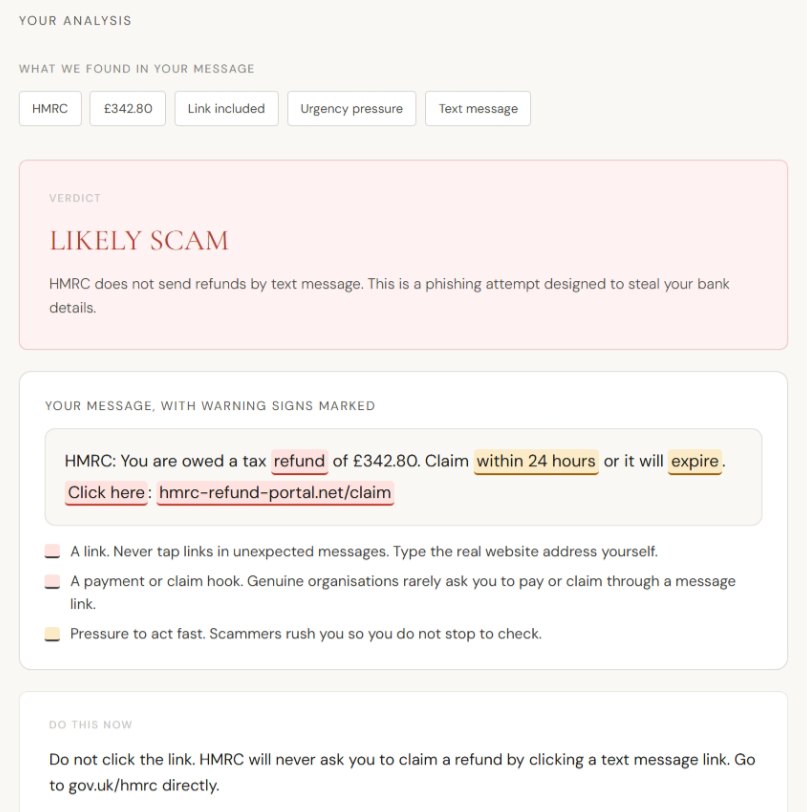 YOUR ANALYSIS
WHAT WE FOUND IN YOUR MESSAGE
HMRC
£342.80
Link included
Urgency pressure
Text message
VERDICT
LIKELY SCAM
HMRC does not send refunds by text message. This is a phishing attempt designed to steal your bank
details.
YOUR MESSAGE, WITH WARNING SIGNS MARKED
HMRC: You are owed a tax refund of £342.80. Claim within 24 hours or it will expire.
Click here: hmrc-refund-portal.net/claim
A link. Never tap links in unexpected messages. Type the real website address yourself.
A payment or claim hook. Genuine organisations rarely ask you to pay or claim through a message
link.
Pressure to act fast. Scammers rush you so you do not stop to check.
DO THIS NOW
Do not click the link. HMRC will never ask you to claim a refund by clicking a text message link. Go
to gov.uk/hmrc directly.